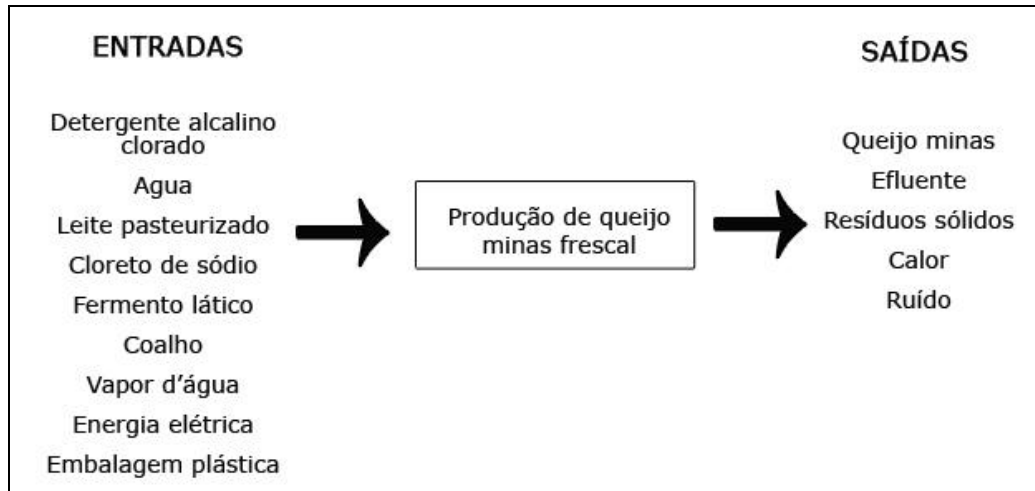 ENTRADAS
Detergente alcalino
clorado
Agua
Leite pasteurizado
Cloreto de sódio
Fermento lático
Coalho
Vapor d'água
Energia elétrica
Embalagem plástica
Produção de queijo
minas frescal
SAÍDAS
Queijo minas
Efluente
Resíduos sólidos
Calor
Ruído